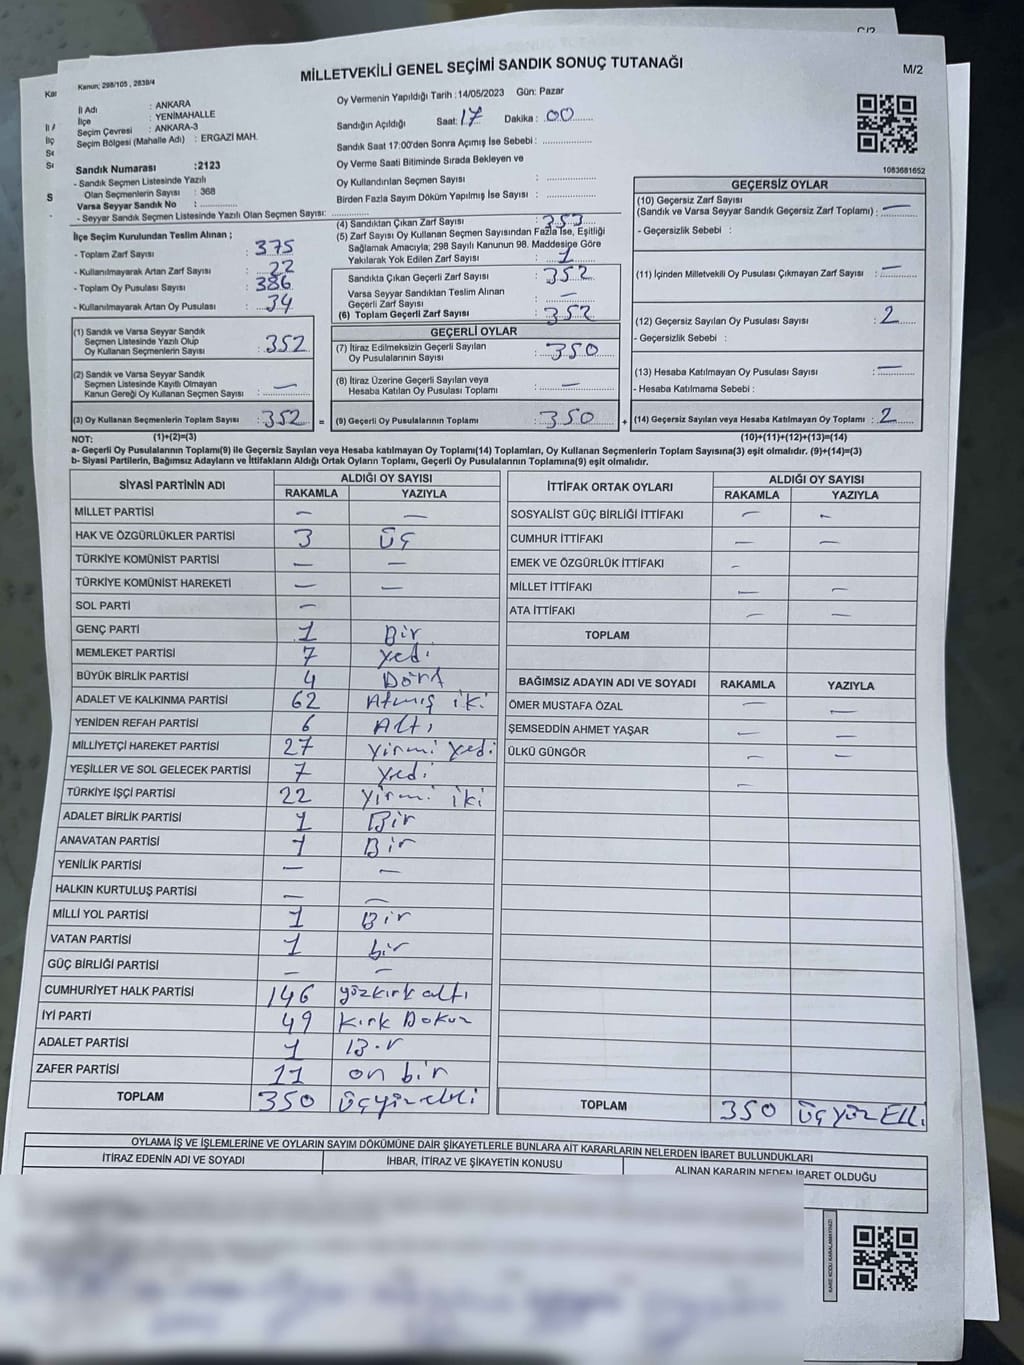 C/2
MİLLETVEKİLİ GENEL SEÇİMİ SANDIK SONUÇ TUTANAĞI
M/2
Kanun; 298/105 , 2839/4
İl Adı : ANKARA
İlçe : YENİMAHALLE
Seçim Çevresi : ANKARA-3
Seçim Bölgesi (Mahalle Adı) : ERGAZİ MAH.
Sandık Numarası :2123
- Sandık Seçmen Listesinde Yazılı
Olan Seçmenlerin Sayısı : 368
Varsa Seyyar Sandık No :
- Seyyar Sandık Seçmen Listesinde Yazılı Olan Seçmen Sayısı:
Oy Vermenin Yapıldığı Tarih :14/05/2023 Gün: Pazar
Sandığın Açıldığı Saat: 17 Dakika : 00
Sandık Saat 17:00'den Sonra Açımış İse Sebebi :
Oy Verme Saati Bitiminde Sırada Bekleyen ve
Oy Kullandırılan Seçmen Sayısı :
Birden Fazla Sayım Döküm Yapılmış İse Sayısı :
1083681652
İlçe Seçim Kurulundan Teslim Alınan ;
- Toplam Zarf Sayısı : 375
- Kullanılmayarak Artan Zarf Sayısı : 22
- Toplam Oy Pusulası Sayısı : 386
- Kullanılmayarak Artan Oy Pusulası : 34
(1) Sandık ve Varsa Seyyar Sandık
Seçmen Listesinde Yazılı Olup
Oy Kullanan Seçmenlerin Sayısı : 352
(2) Sandık ve Varsa Seyyar Sandık
Seçmen Listesinde Kayıtlı Olmayan
Kanun Gereği Oy Kullanan Seçmen Sayısı : —
(3) Oy Kullanan Seçmenlerin Toplam Sayısı : 352 =
(4) Sandıktan Çıkan Zarf Sayısı : 353
(5) Zarf Sayısı Oy Kullanan Seçmen Sayısından Fazla İse, Eşitliği
Sağlamak Amacıyla; 298 Sayılı Kanunun 98. Maddesine Göre
Yakılarak Yok Edilen Zarf Sayısı : 1
Sandıkta Çıkan Geçerli Zarf Sayısı : 352
Varsa Seyyar Sandıktan Teslim Alınan
Geçerli Zarf Sayısı : —
(6) Toplam Geçerli Zarf Sayısı : 352
GEÇERLİ OYLAR
(7) İtiraz Edilmeksizin Geçerli Sayılan
Oy Pusulalarının Sayısı : 350
(8) İtiraz Üzerine Geçerli Sayılan veya
Hesaba Katılan Oy Pusulası Toplamı : —
(9) Geçerli Oy Pusulalarının Toplamı : 350 +
GEÇERSİZ OYLAR
(10) Geçersiz Zarf Sayısı
(Sandık ve Varsa Seyyar Sandık Geçersiz Zarf Toplamı) : —
- Geçersizlik Sebebi :
(11) İçinden Milletvekili Oy Pusulası Çıkmayan Zarf Sayısı : —
(12) Geçersiz Sayılan Oy Pusulası Sayısı : 2
- Geçersizlik Sebebi :
(13) Hesaba Katılmayan Oy Pusulası Sayısı : —
- Hesaba Katılmama Sebebi :
(14) Geçersiz Sayılan veya Hesaba Katılmayan Oy Toplamı : 2
NOT: (1)+(2)=(3) (10)+(11)+(12)+(13)=(14)
a- Geçerli Oy Pusulalarının Toplamı(9) ile Geçersiz Sayılan veya Hesaba katılmayan Oy Toplamı(14) Toplamları, Oy Kullanan Seçmenlerin Toplam Sayısına(3) eşit olmalıdır. (9)+(14)=(3)
b- Siyasi Partilerin, Bağımsız Adayların ve İttifakların Aldığı Ortak Oyların Toplamı, Geçerli Oy Pusulalarının Toplamına(9) eşit olmalıdır.
SİYASİ PARTİNİN ADI ALDIĞI OY SAYISI
RAKAMLA YAZIYLA
MİLLET PARTİSİ — —
HAK VE ÖZGÜRLÜKLER PARTİSİ 3 ÜÇ
TÜRKİYE KOMÜNİST PARTİSİ — —
TÜRKİYE KOMÜNİST HAREKETİ — —
SOL PARTİ —
GENÇ PARTİ 1 Bir
MEMLEKET PARTİSİ 7 Yedi
BÜYÜK BİRLİK PARTİSİ 4 Dört
ADALET VE KALKINMA PARTİSİ 62 Atmış iki
YENİDEN REFAH PARTİSİ 6 Altı
MİLLİYETÇİ HAREKET PARTİSİ 27 Yirmi Yedi
YEŞİLLER VE SOL GELECEK PARTİSİ 7 Yedi
TÜRKİYE İŞÇİ PARTİSİ 22 Yirmi iki
ADALET BİRLİK PARTİSİ 1 Bir
ANAVATAN PARTİSİ 1 Bir
YENİLİK PARTİSİ — —
HALKIN KURTULUŞ PARTİSİ — —
MİLLİ YOL PARTİSİ 1 Bir
VATAN PARTİSİ 1 bir
GÜÇ BİRLİĞİ PARTİSİ — —
CUMHURİYET HALK PARTİSİ 146 yüzkırk altı
İYİ PARTİ 49 Kırk Dokuz
ADALET PARTİSİ 1 Bir
ZAFER PARTİSİ 11 on bir
TOPLAM 350 üçyüzelli
İTTİFAK ORTAK OYLARI ALDIĞI OY SAYISI
RAKAMLA YAZIYLA
SOSYALİST GÜÇ BİRLİĞİ İTTİFAKI — —
CUMHUR İTTİFAKI — —
EMEK VE ÖZGÜRLÜK İTTİFAKI —
MİLLET İTTİFAKI — —
ATA İTTİFAKI — —
TOPLAM
BAĞIMSIZ ADAYIN ADI VE SOYADI RAKAMLA YAZIYLA
ÖMER MUSTAFA ÖZAL — —
ŞEMSEDDİN AHMET YAŞAR — —
ÜLKÜ GÜNGÖR — —
—
TOPLAM 350 ÜÇ YÜZ ELLİ
OYLAMA İŞ VE İŞLEMLERİNE VE OYLARIN SAYIM DÖKÜMÜNE DAİR ŞİKAYETLERLE BUNLARA AİT KARARLARIN NELERDEN İBARET BULUNDUKLARI
İTİRAZ EDENİN ADI VE SOYADI İHBAR, İTİRAZ VE ŞİKAYETİN KONUSU ALINAN KARARIN NEDEN İBARET OLDUĞU